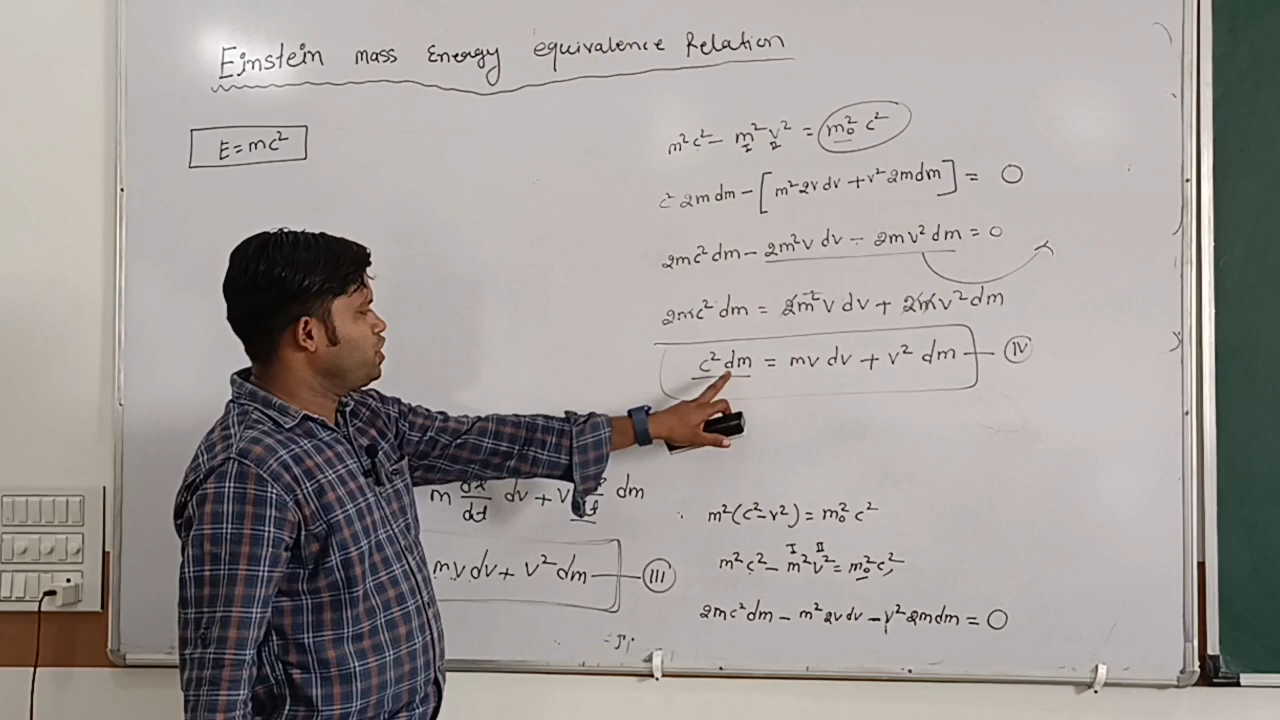 Einstein mass Energy equivalence Relation
E=mc²
m²c² - m²v² = m₀²c²
I II
c² 2m dm - [m² 2v dv + v² 2m dm] = 0
2mc² dm - 2m²v dv - 2mv² dm = 0
2mc² dm = 2m²v dv + 2mv² dm
c² dm = mv dv + v² dm — IV
m dx/dt dv + v dm
mv dv + v² dm — III
∴ m²(c²-v²) = m₀²c²
I II
m²c² - m²v² = m₀²c²
2mc² dm - m² 2v dv - v² 2m dm = 0